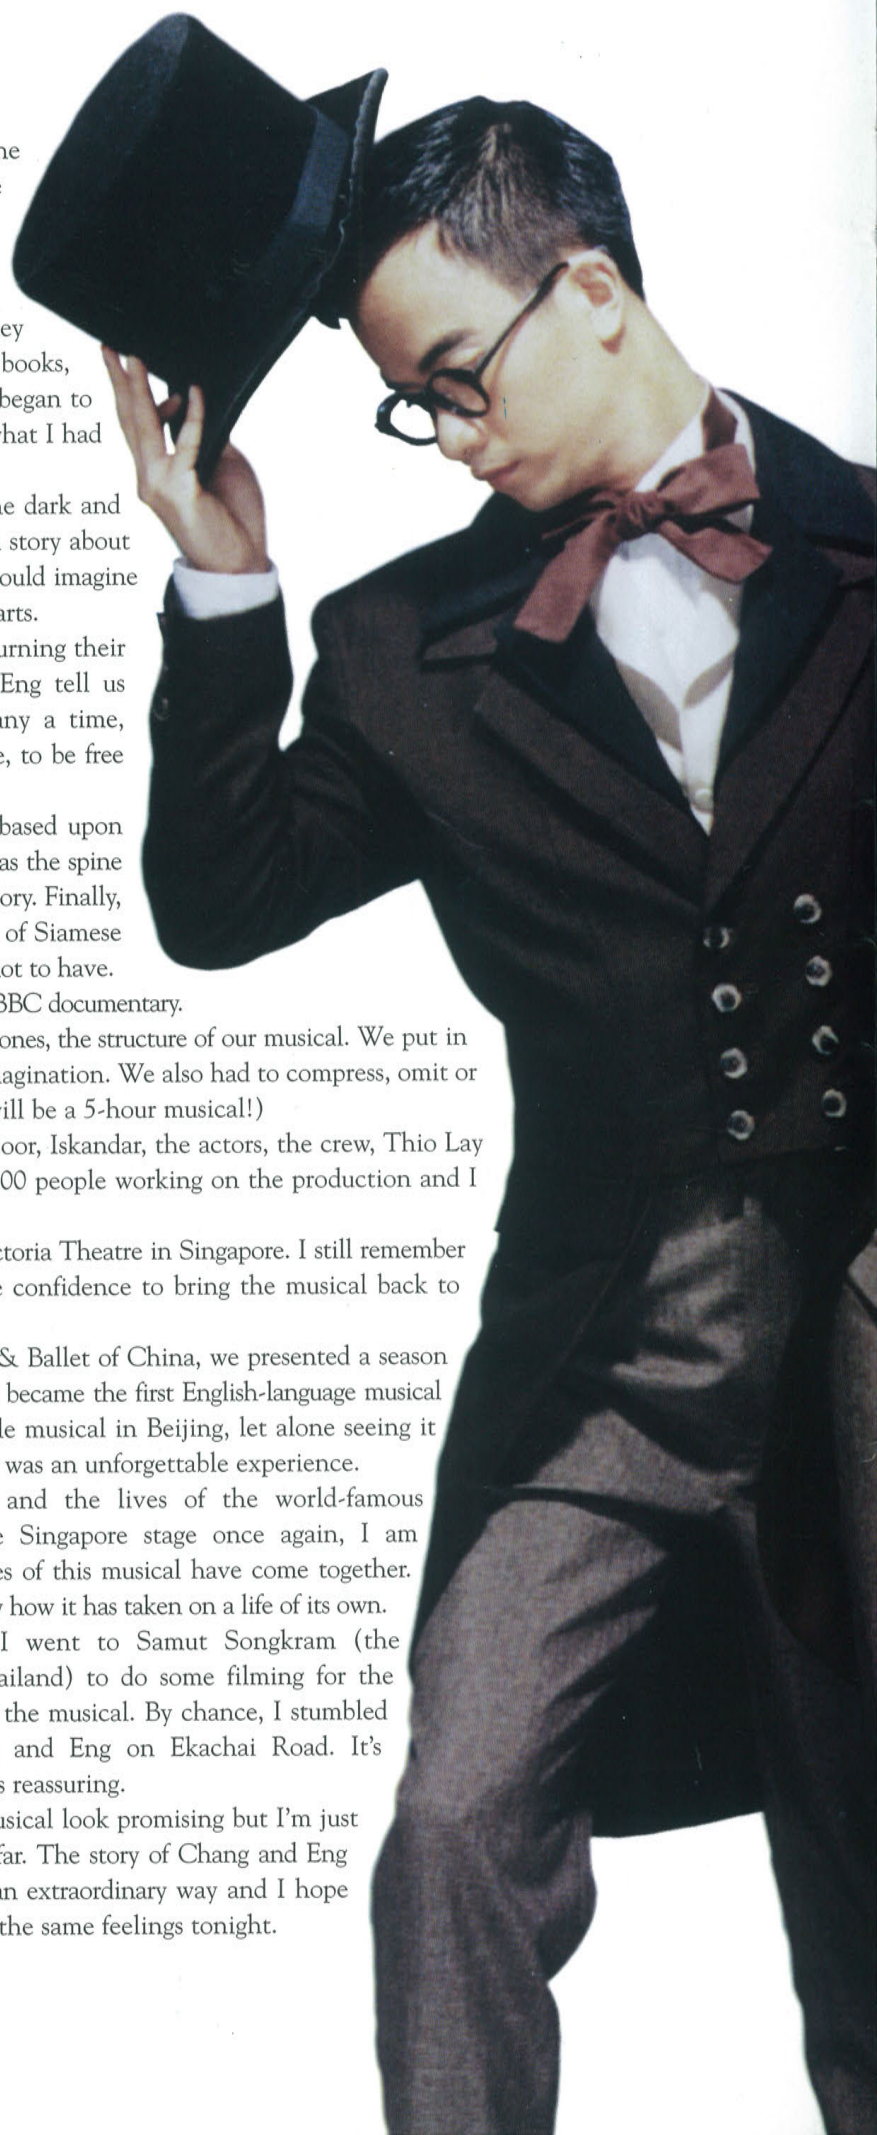 ey
books,
began to
hat I had
dark and
story about
ould imagine
arts.
urning their
Eng tell us
any a time,
to be free
based upon
as the spine
ory. Finally,
of Siamese
ot to have.
BBC documentary.
ones, the structure of our musical. We put in
agination. We also had to compress, omit or
ill be a 5-hour musical!)
oor, Iskandar, the actors, the crew, Thio Lay
00 people working on the production and I
ctoria Theatre in Singapore. I still remember
confidence to bring the musical back to
& Ballet of China, we presented a season
became the first English-language musical
le musical in Beijing, let alone seeing it
was an unforgettable experience.
and the lives of the world-famous
Singapore stage once again, I am
es of this musical have come together.
how it has taken on a life of its own.
I went to Samut Songkram (the
ailand) to do some filming for the
the musical. By chance, I stumbled
and Eng on Ekachai Road. It's
s reassuring.
usical look promising but I'm just
far. The story of Chang and Eng
an extraordinary way and I hope
the same feelings tonight.